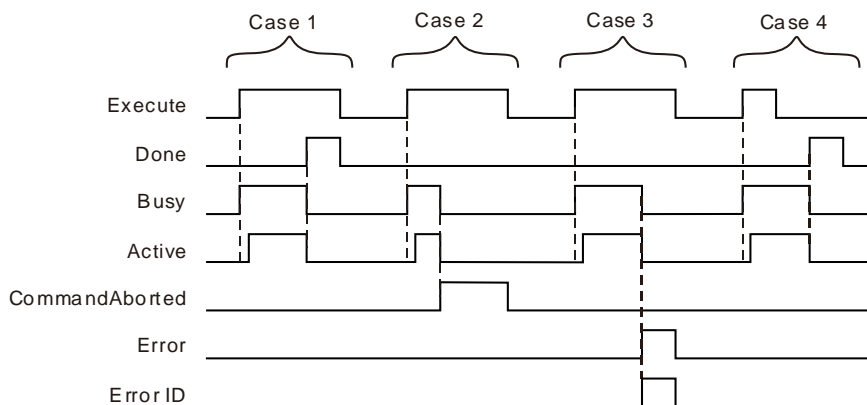 Case 1
Case 2
Case 3
Case 4
Execute
Done
Busy
Active
CommandAborted
Error
Error ID